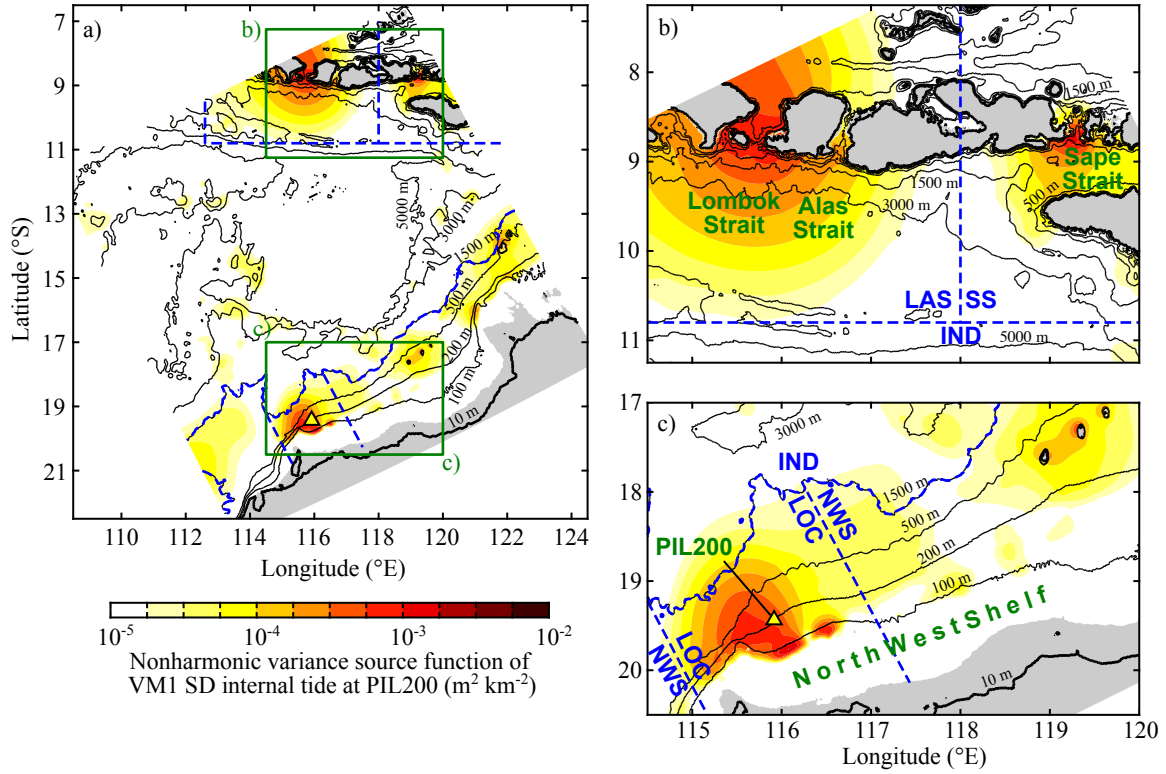 a)
b)
c)
c)
7
9
11
13
15
17
19
21
Latitude (°S)
110
112
114
116
118
120
122
124
Longitude (°E)
5000 m
3000 m
1500 m
500 m
200 m
100 m
10 m
10-5
10-4
10-3
10-2
Nonharmonic variance source function of
VM1 SD internal tide at PIL200 (m2 km-2)
b)
8
9
10
11
1500 m
Sape
Strait
500 m
1500 m
3000 m
Lombok
Strait
Alas
Strait
LAS
SS
IND
5000 m
c)
17
18
19
20
3000 m
IND
1500 m
LOC
NWS
500 m
PIL200
200 m
100 m
LOC
NWS
NorthWestShelf
10 m
115
116
117
118
119
120
Longitude (°E)